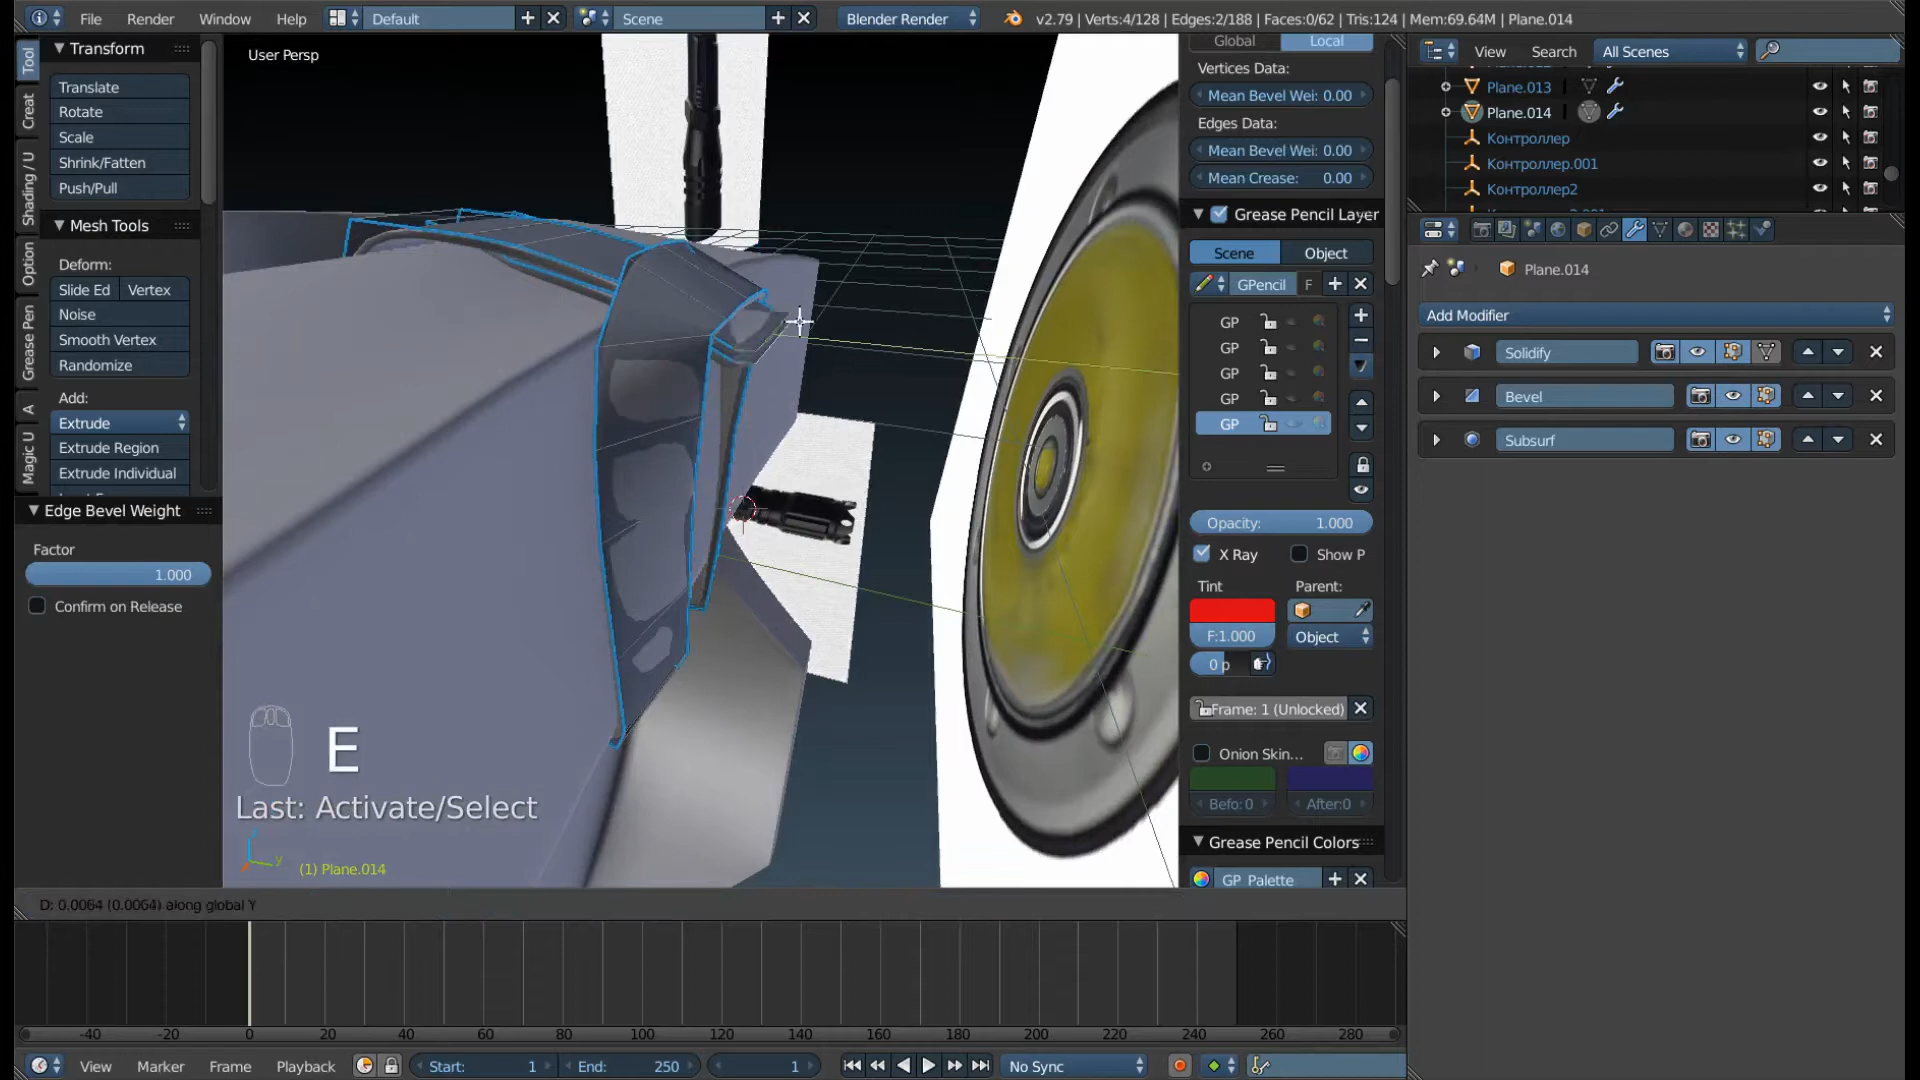 File Render Window Help Default Scene Blender Render v2.79 | Verts:4/128 | Edges:2/188 | Faces:0/62 | Tris:124 | Mem:69.64M | Plane.014
Tool
Creat
Shading / U
Option
Grease Pen
A
Magic U
Transform
Translate
Rotate
Scale
Shrink/Fatten
Push/Pull
Mesh Tools
Deform:
Slide Ed Vertex
Noise
Smooth Vertex
Randomize
Add:
Extrude
Extrude Region
Extrude Individual
Edge Bevel Weight
Factor
1.000
Confirm on Release
User Persp
E
Last: Activate/Select
(1) Plane.014
z
y
D: 0.0064 (0.0064) along global Y
Global Local
Vertices Data:
Mean Bevel Wei: 0.00
Edges Data:
Mean Bevel Wei: 0.00
Mean Crease: 0.00
Grease Pencil Layer
Scene Object
GPencil F
GP
GP
GP
GP
GP
Opacity: 1.000
X Ray Show P
Tint Parent:
F:1.000 Object
0 p
Frame: 1 (Unlocked)
Onion Skin...
Befo: 0 After:0
Grease Pencil Colors
GP_Palette
View Search All Scenes
Plane.013
Plane.014
Контроллер
Контроллер.001
Контроллер2
Plane.014
Add Modifier
Solidify
Bevel
Subsurf
-40 -20 0 20 40 60 80 100 120 140 160 180 200 220 240 260 280
View Marker Frame Playback Start: 1 End: 250 1 No Sync